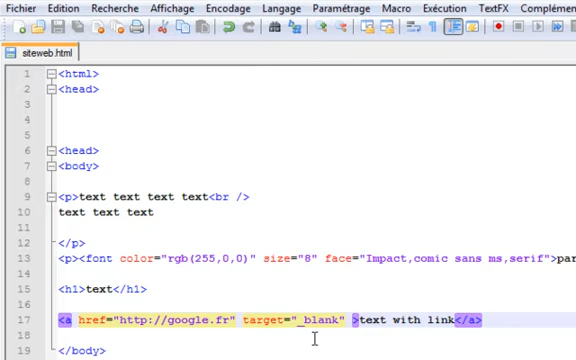 Fichier Edition Recherche Affichage Encodage Langage Paramétrage Macro Exécution TextFX Complémen
siteweb.html
1 <html>
2 <head>
3
4
5
6 <head>
7 <body>
8
9 <p>text text text text<br />
10 text text text
11
12 </p>
13 <p><font color="rgb(255,0,0)" size="8" face="Impact,comic sans ms,serif">par
14
15 <h1>text</h1>
16
17 <a href="http://google.fr" target="_blank" >text with link</a>
18
19 </body>